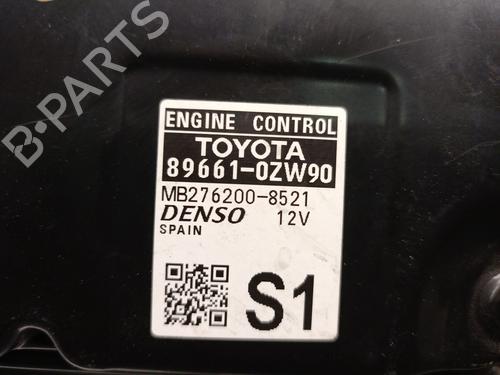 B-PARTS
ENGINE CONTROL
TOYOTA
89661-0ZW90
MB276200-8521
DENSO 12V
SPAIN
S1